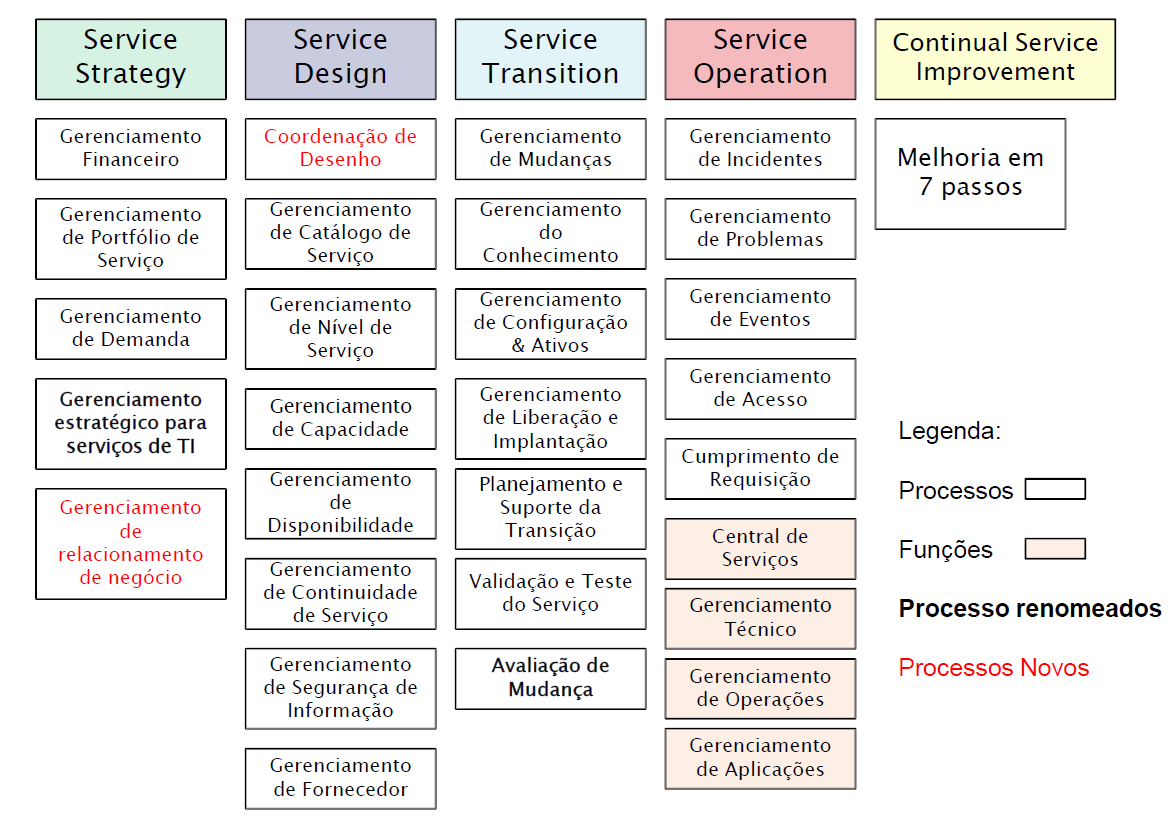 Service
Strategy
Gerenciamento
Financeiro
Gerenciamento
de Portfólio de
Serviço
Gerenciamento
de Demanda
Gerenciamento
estratégico para
serviços de TI
Gerenciamento
de
relacionamento
de negócio
Service
Design
Coordenação de
Desenho
Gerenciamento
de Catálogo de
Serviço
Gerenciamento
de Nível de
Serviço
Gerenciamento
de Capacidade
Gerenciamento
de
Disponibilidade
Gerenciamento
de Continuidade
de Serviço
Gerenciamento
de Segurança de
Informação
Gerenciamento
de Fornecedor
Service
Transition
Gerenciamento
de Mudanças
Gerenciamento
do
Conhecimento
Gerenciamento
de Configuração
& Ativos
Gerenciamento
de Liberação e
Implantação
Planejamento e
Suporte da
Transição
Validação e Teste
do Serviço
Avaliação de
Mudança
Service
Operation
Gerenciamento
de Incidentes
Gerenciamento
de Problemas
Gerenciamento
de Eventos
Gerenciamento
de Acesso
Cumprimento de
Requisição
Central de
Serviços
Gerenciamento
Técnico
Gerenciamento
de Operações
Gerenciamento
de Aplicações
Continual Service
Improvement
Melhoria em
7 passos
Legenda:
Processos
Funções
Processo renomeados
Processos Novos